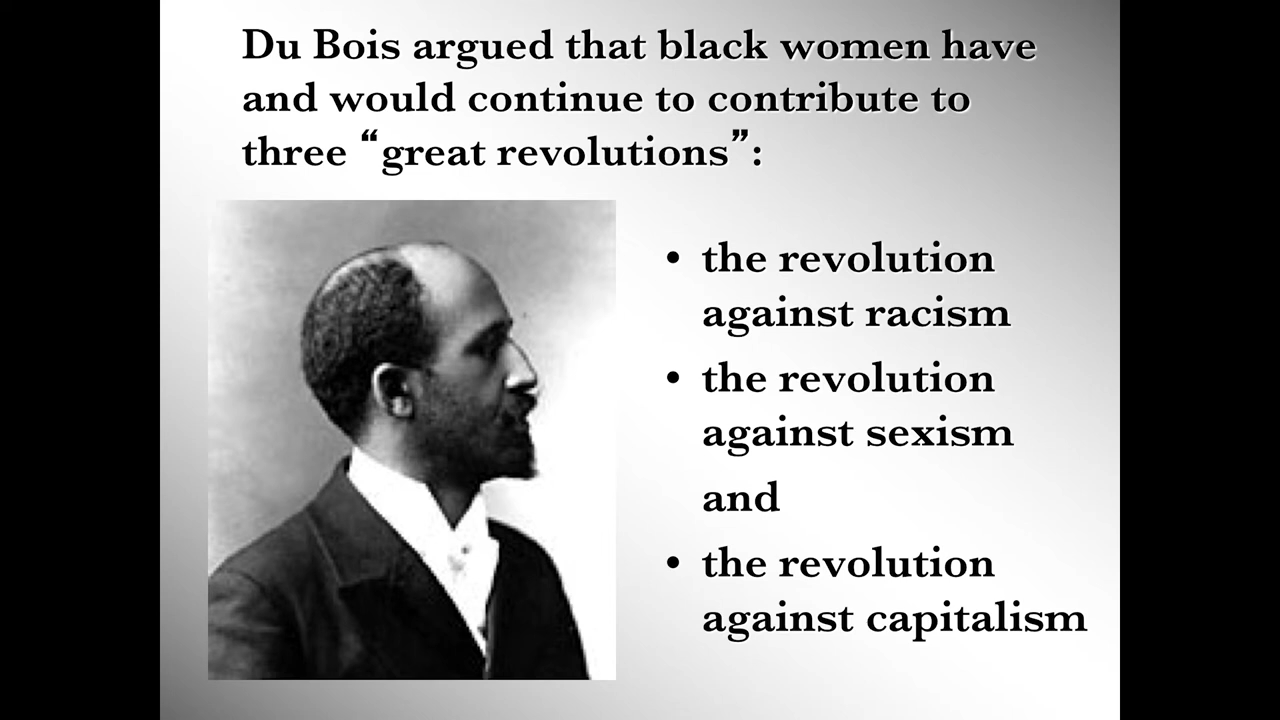 Du Bois argued that black women have
and would continue to contribute to
three “great revolutions”:
• the revolution
against racism
• the revolution
against sexism
and
• the revolution
against capitalism